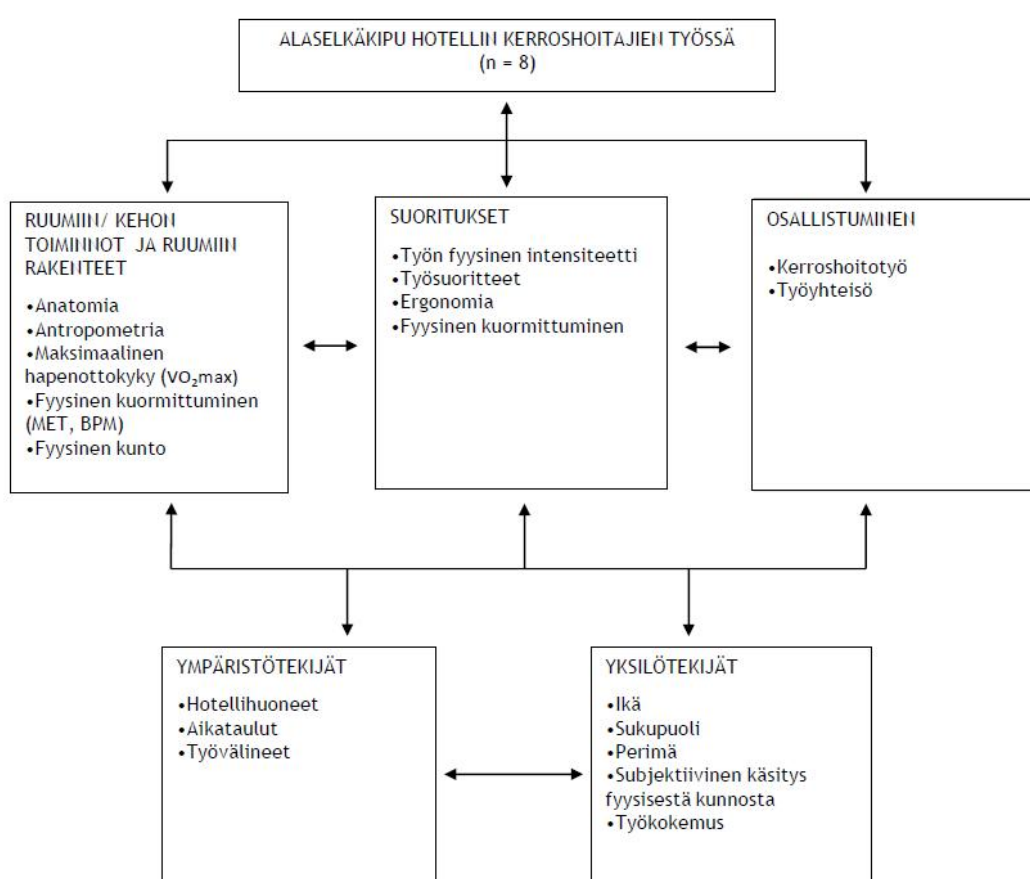 ALASELKÄKIPU HOTELLIN KERROSHOITAJIEN TYÖSSÄ
(n = 8)
RUUMIIN/ KEHON
TOIMINNOT JA RUUMIIN
RAKENTEET
•Anatomia
•Antropometria
•Maksimaalinen
hapenottokyky (VO₂max)
•Fyysinen kuormittuminen
(MET, BPM)
•Fyysinen kunto
SUORITUKSET
•Työn fyysinen intensiteetti
•Työsuoritteet
•Ergonomia
•Fyysinen kuormittuminen
OSALLISTUMINEN
•Kerroshoitotyö
•Työyhteisö
YMPÄRISTÖTEKIJÄT
•Hotellihuoneet
•Aikataulut
•Työvälineet
YKSILÖTEKIJÄT
•Ikä
•Sukupuoli
•Perimä
•Subjektiivinen käsitys
fyysisestä kunnosta
•Työkokemus